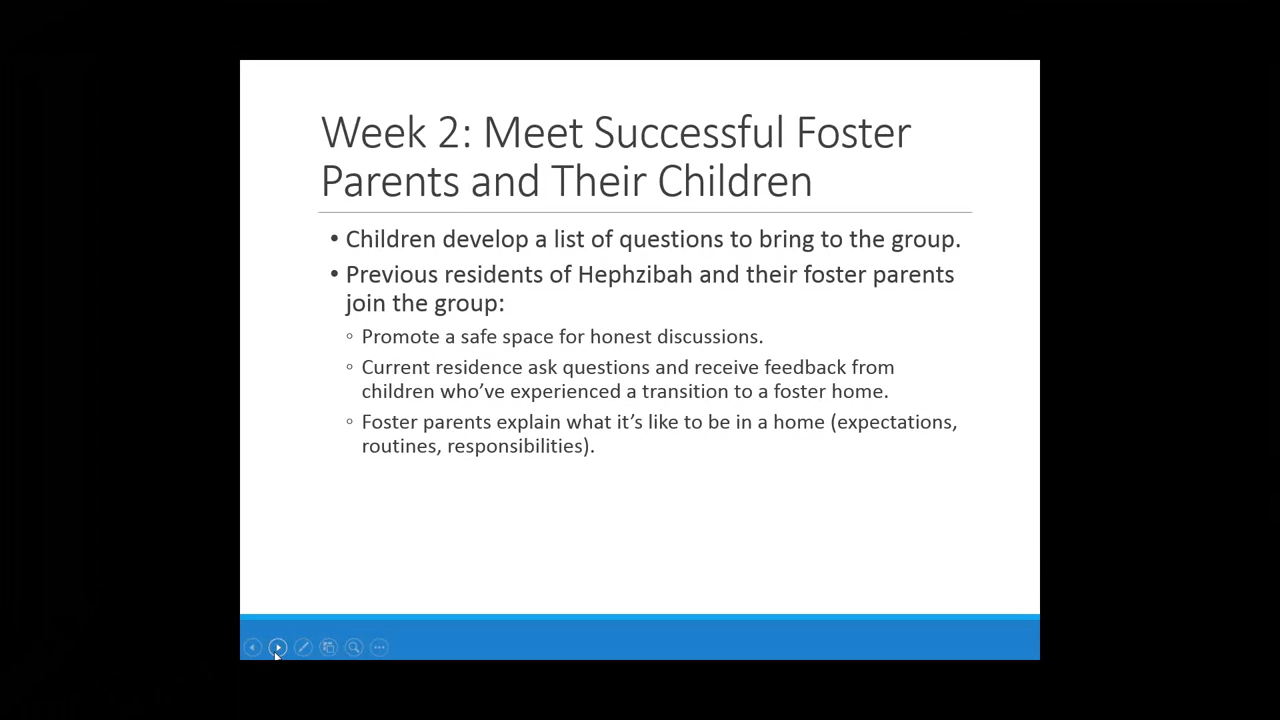 Week 2: Meet Successful Foster
Parents and Their Children
• Children develop a list of questions to bring to the group.
• Previous residents of Hephzibah and their foster parents
join the group:
◦ Promote a safe space for honest discussions.
◦ Current residence ask questions and receive feedback from
children who’ve experienced a transition to a foster home.
◦ Foster parents explain what it’s like to be in a home (expectations,
routines, responsibilities).